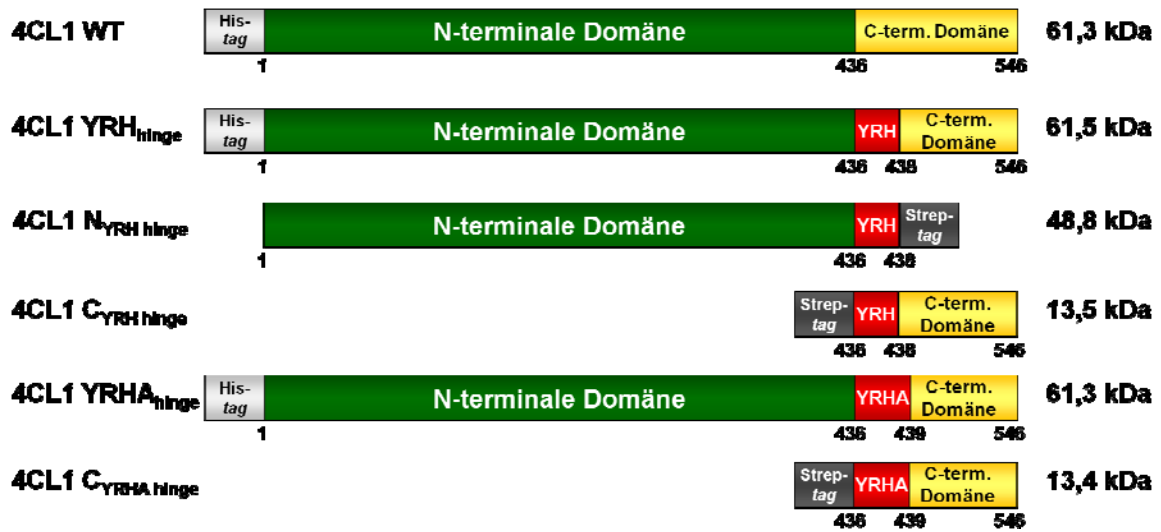 4CL1 WT His-tag N-terminale Domäne C-term. Domäne 61,3 kDa
1 436 546
4CL1 YRHhinge His-tag N-terminale Domäne YRH C-term. Domäne 61,5 kDa
1 436 438 546
4CL1 NYRH hinge N-terminale Domäne YRH Strep-tag 48,8 kDa
1 436 438
4CL1 CYRH hinge Strep-tag YRH C-term. Domäne 13,5 kDa
436 438 546
4CL1 YRHAhinge His-tag N-terminale Domäne YRHA C-term. Domäne 61,3 kDa
1 436 439 546
4CL1 CYRHA hinge Strep-tag YRHA C-term. Domäne 13,4 kDa
436 439 546